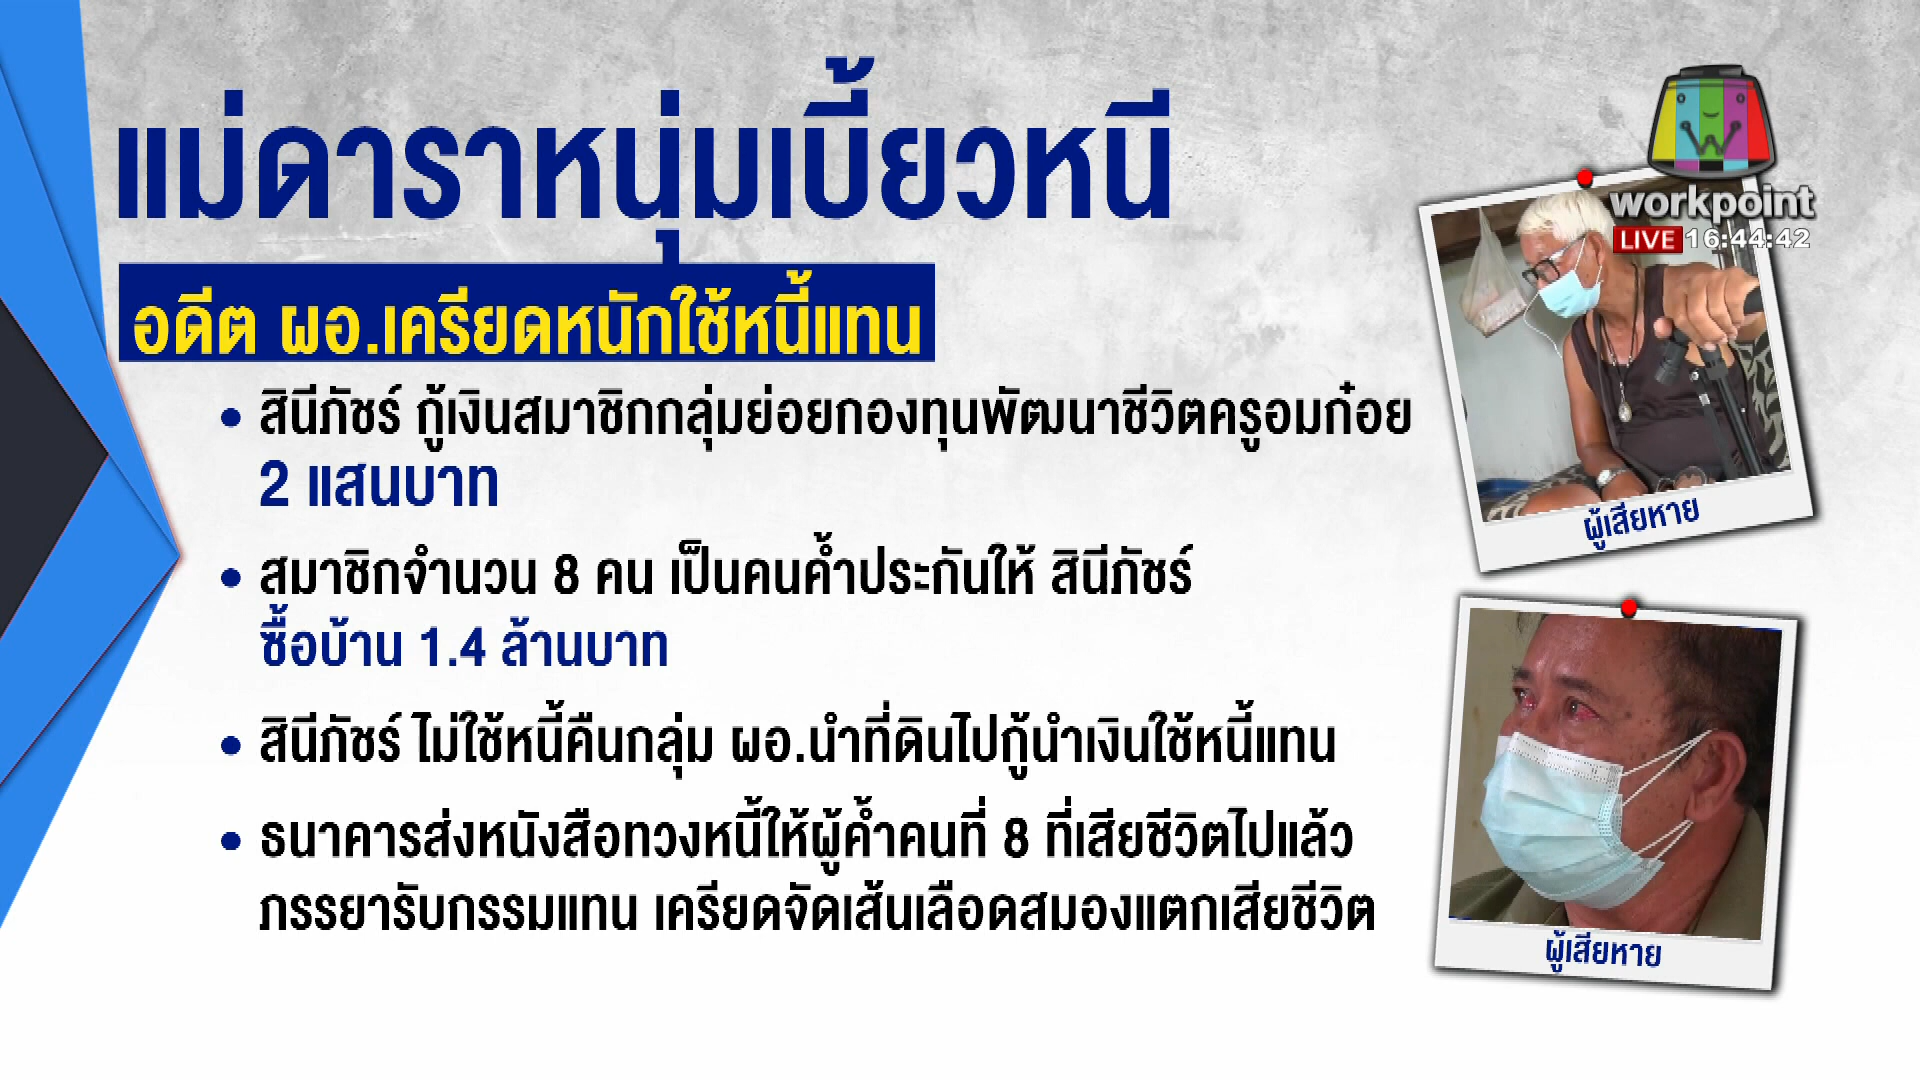 แม่ดาราหนุ่มเบี้ยวหนี
อดีต ผอ.เครียดหนักใช้หนี้แทน
สินีภัชร์ กู้เงินสมาชิกกลุ่มย่อยกองทุนพัฒนาชีวิตครูอมก๋อย
2 แสนบาท
สมาชิกจำนวน 8 คน เป็นคนค้ำประกันให้ สินีภัชร์
ซื้อบ้าน 1.4 ล้านบาท
สินีภัชร์ ไม่ใช้หนี้คืนกลุ่ม ผอ.นำที่ดินไปกู้นำเงินใช้หนี้แทน
ธนาคารส่งหนังสือทวงหนี้ให้ผู้ค้ำคนที่ 8 ที่เสียชีวิตไปแล้ว
ภรรยารับกรรมแทน เครียดจัดเส้นเลือดสมองแตกเสียชีวิต
workpoint
LIVE 16:44:42
ผู้เสียหาย
ผู้เสียหาย